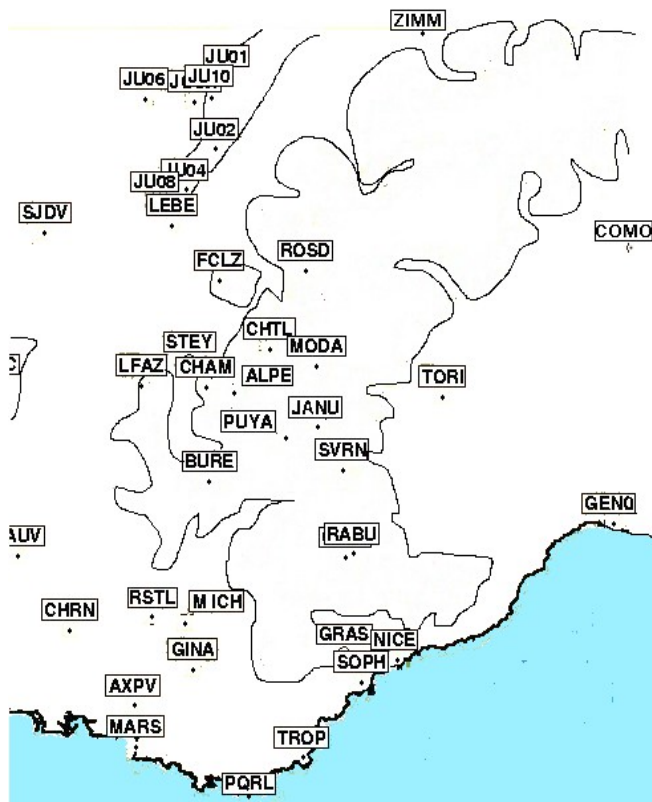 ZIMM
JU01
JU10
JU06
JU02
JU04
JU08
LEBE
SJDV
COMO
ROSD
FCLZ
CHTL
STEY
MODA
LFAZ
CHAM
ALPE
TORI
JANU
PUYA
SVRN
BURE
GEN0
AUV
RABU
RSTL
MICH
CHRN
GRAS
NICE
GINA
SOPH
AXPV
MARS
TROP
PQRL